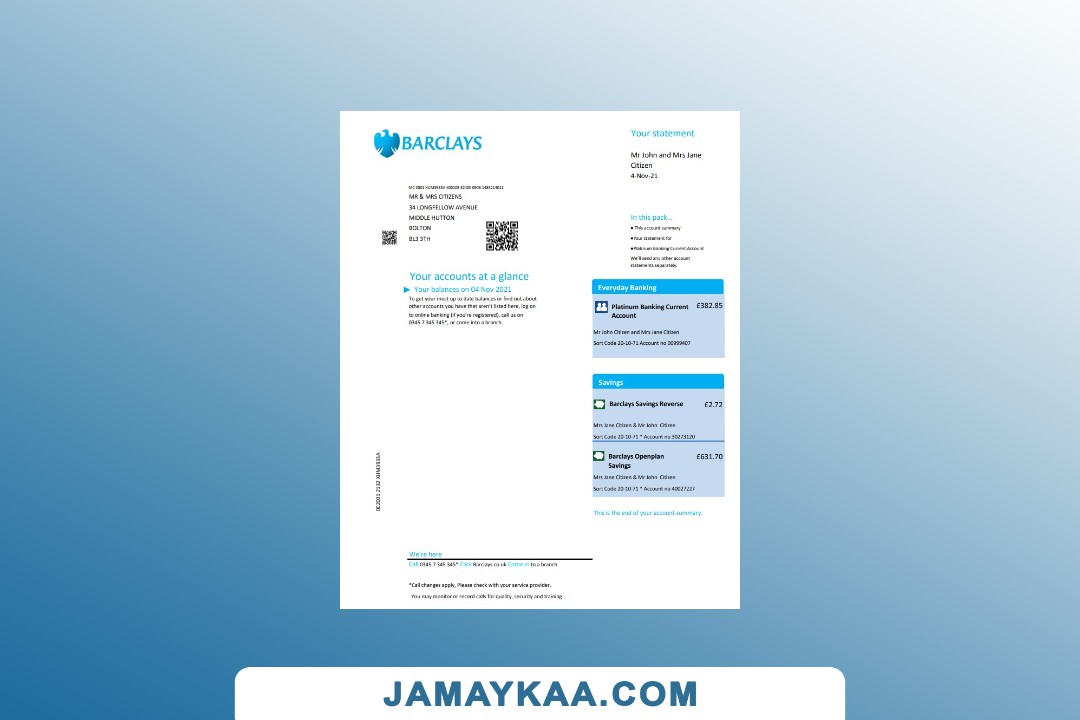 BARCLAYS
Your statement
Mr John and Mrs Jane
Citizen
4-Nov-21
MR & MRS CITIZENS
34 LONGFELLOW AVENUE
MIDDLE HUTTON
BOLTON
BL3 3TH
In this pack...
• This account summary
•Your statement for
•Platinum Banking Current Account
We'll send any other account
statements separately.
Your accounts at a glance
Your balances on 04 Nov 2021
To get your most up to date balances or find out about
other accounts you have that aren't listed here, log on
to online banking (if you're registered), call us on
0345 7 345 345*, or come into a branch.
Everyday Banking
Platinum Banking Current £382.85
Account
Mr John Citizen and Mrs Jane Citizen
Sort Code 20-10-71 Account no 00999407
Savings
Barclays Savings Reverse £2.72
Mrs Jane Citizen & Mr John Citizen
Sort Code 20-10-71 * Account no 30273120
Barclays Openplan £631.70
Savings
Mrs Jane Citizen & Mr John Citizen
Sort Code 20-10-71 * Account no 40027227
This is the end of your account summary.
We're here
Call 0345 7 345 345* Click Barclays.co.uk Come in to a branch
*Call changes apply, Please check with your service provider.
You may monitor or record calls for quality, security and training
JAMAYKAA.COM